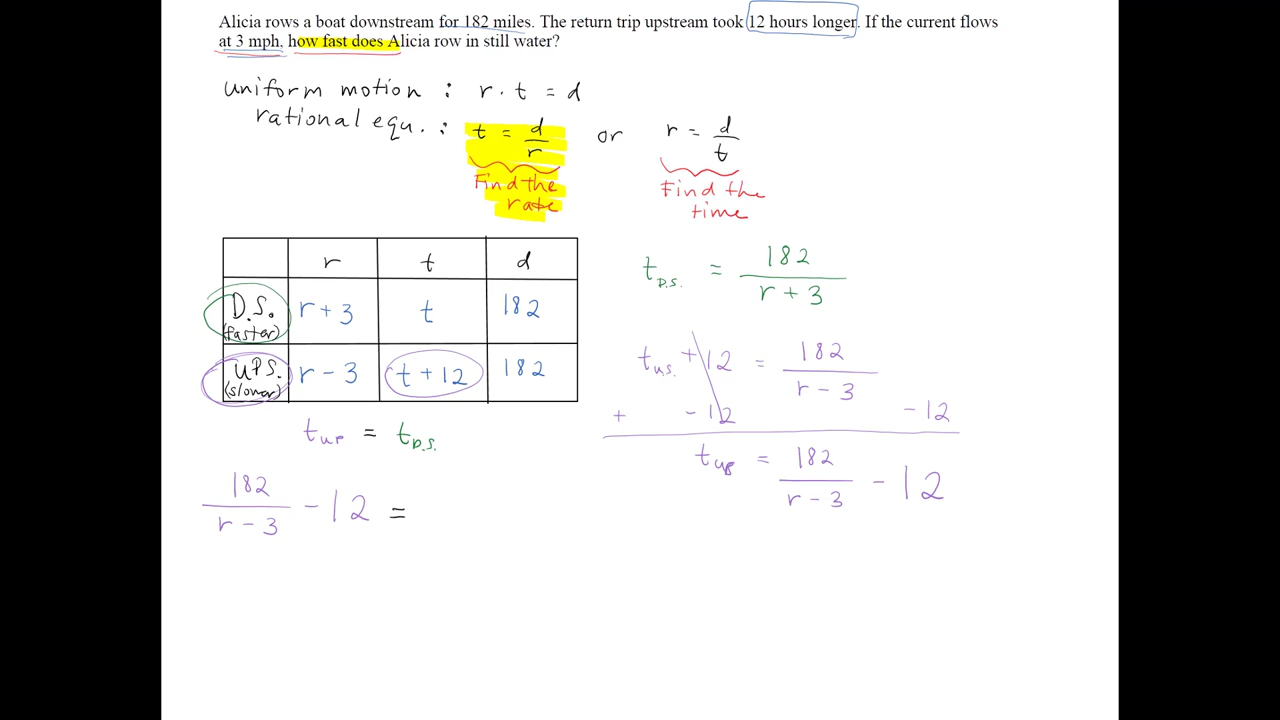 Alicia rows a boat downstream for 182 miles. The return trip upstream took 12 hours longer. If the current flows
at 3 mph, how fast does Alicia row in still water?
uniform motion : r · t = d
rational equ. : t = d/r or r = d/t
Find the rate
Find the time
r t d
D.S. (faster) r + 3 t 182
UPS. (slower) r - 3 t + 12 182
t_D.S. = 182/(r + 3)
t_u.s. + 12 = 182/(r - 3)
+ - 12 - 12
t_up = 182/(r - 3) - 12
t_up = t_D.S.
182/(r - 3) - 12 =